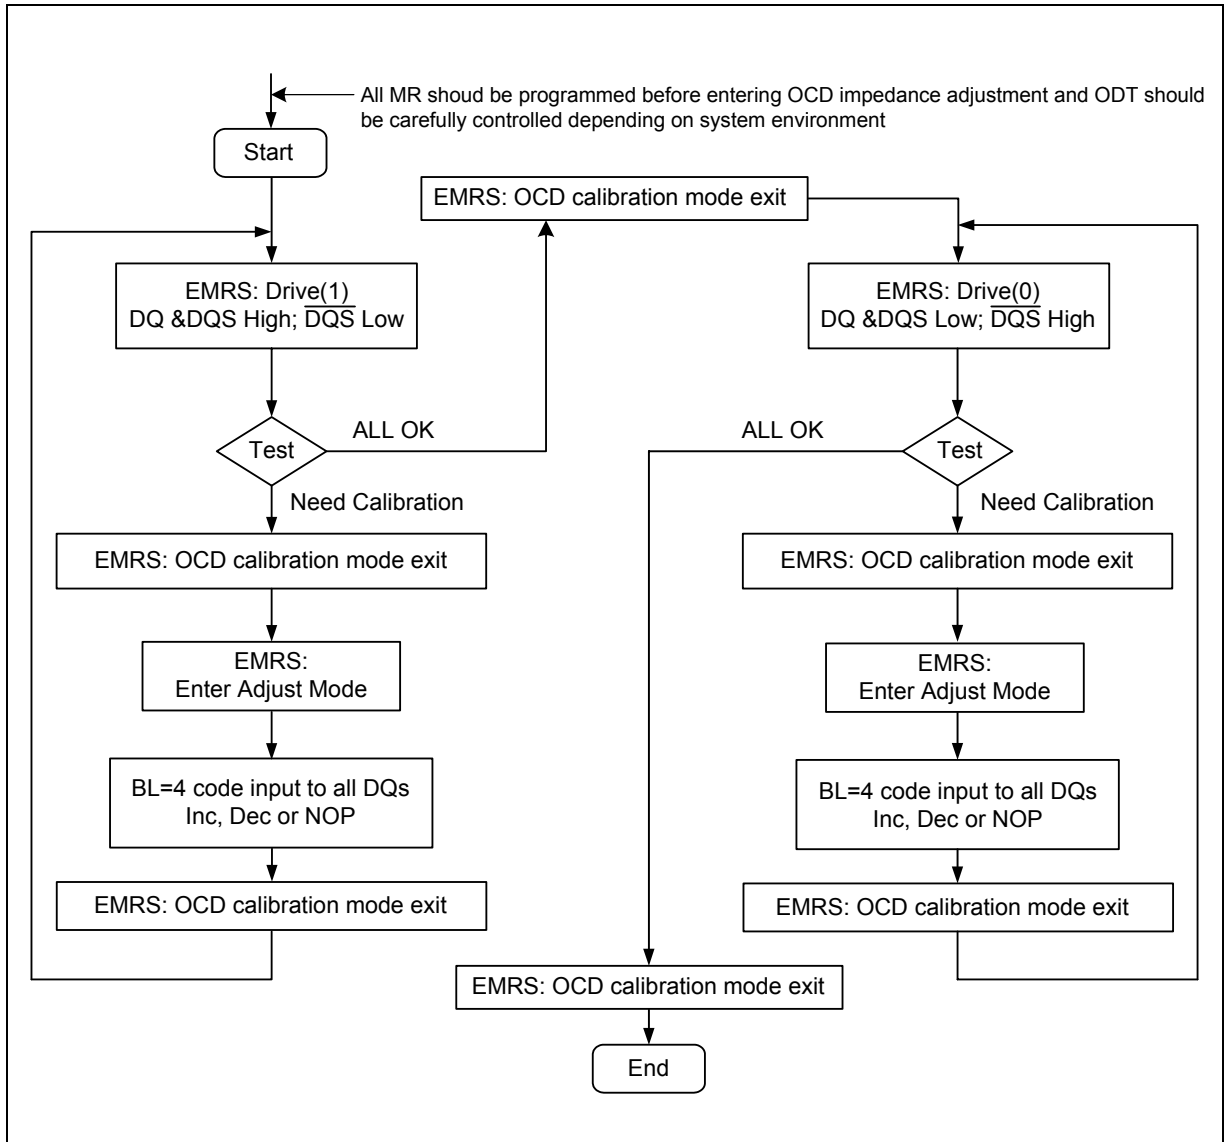 All MR shoud be programmed before entering OCD impedance adjustment and ODT should
be carefully controlled depending on system environment
Start
EMRS: OCD calibration mode exit
EMRS: Drive(1)
DQ &DQS High; D̅Q̅S̅ Low
Test
ALL OK
Need Calibration
EMRS: OCD calibration mode exit
EMRS:
Enter Adjust Mode
BL=4 code input to all DQs
Inc, Dec or NOP
EMRS: OCD calibration mode exit
EMRS: Drive(0)
DQ &DQS Low; D̅Q̅S̅ High
Test
ALL OK
Need Calibration
EMRS: OCD calibration mode exit
EMRS:
Enter Adjust Mode
BL=4 code input to all DQs
Inc, Dec or NOP
EMRS: OCD calibration mode exit
EMRS: OCD calibration mode exit
End